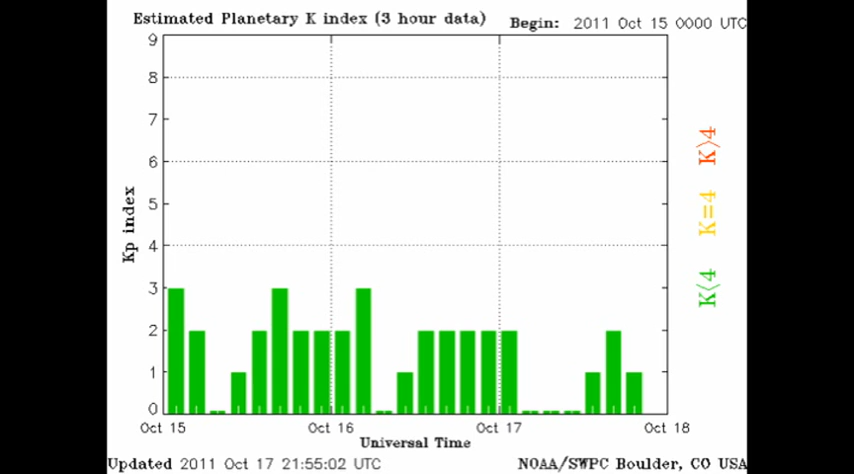 Estimated Planetary K index (3 hour data)
Begin: 2011 Oct 15 0000 UTC
9
8
7
6
5
4
3
2
1
0
Kp index
Oct 15
Oct 16
Oct 17
Oct 18
Universal Time
K>4
K=4
K<4
Updated 2011 Oct 17 21:55:02 UTC
NOAA/SWPC Boulder, CO USA